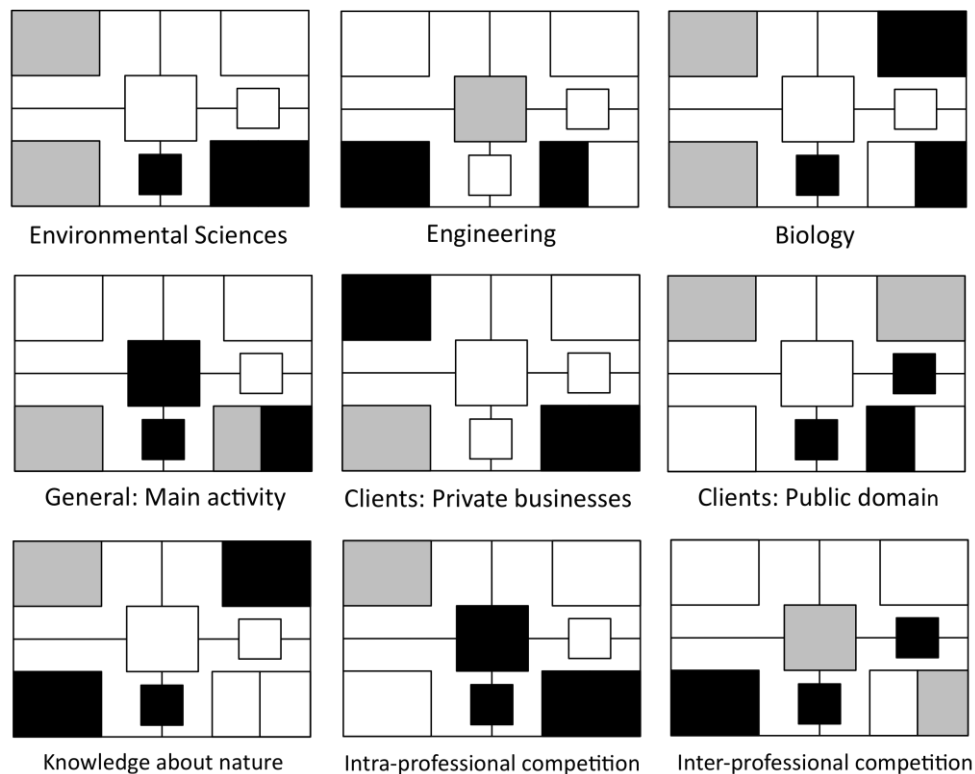 Environmental Sciences
Engineering
Biology
General: Main activity
Clients: Private businesses
Clients: Public domain
Knowledge about nature
Intra-professional competition
Inter-professional competition